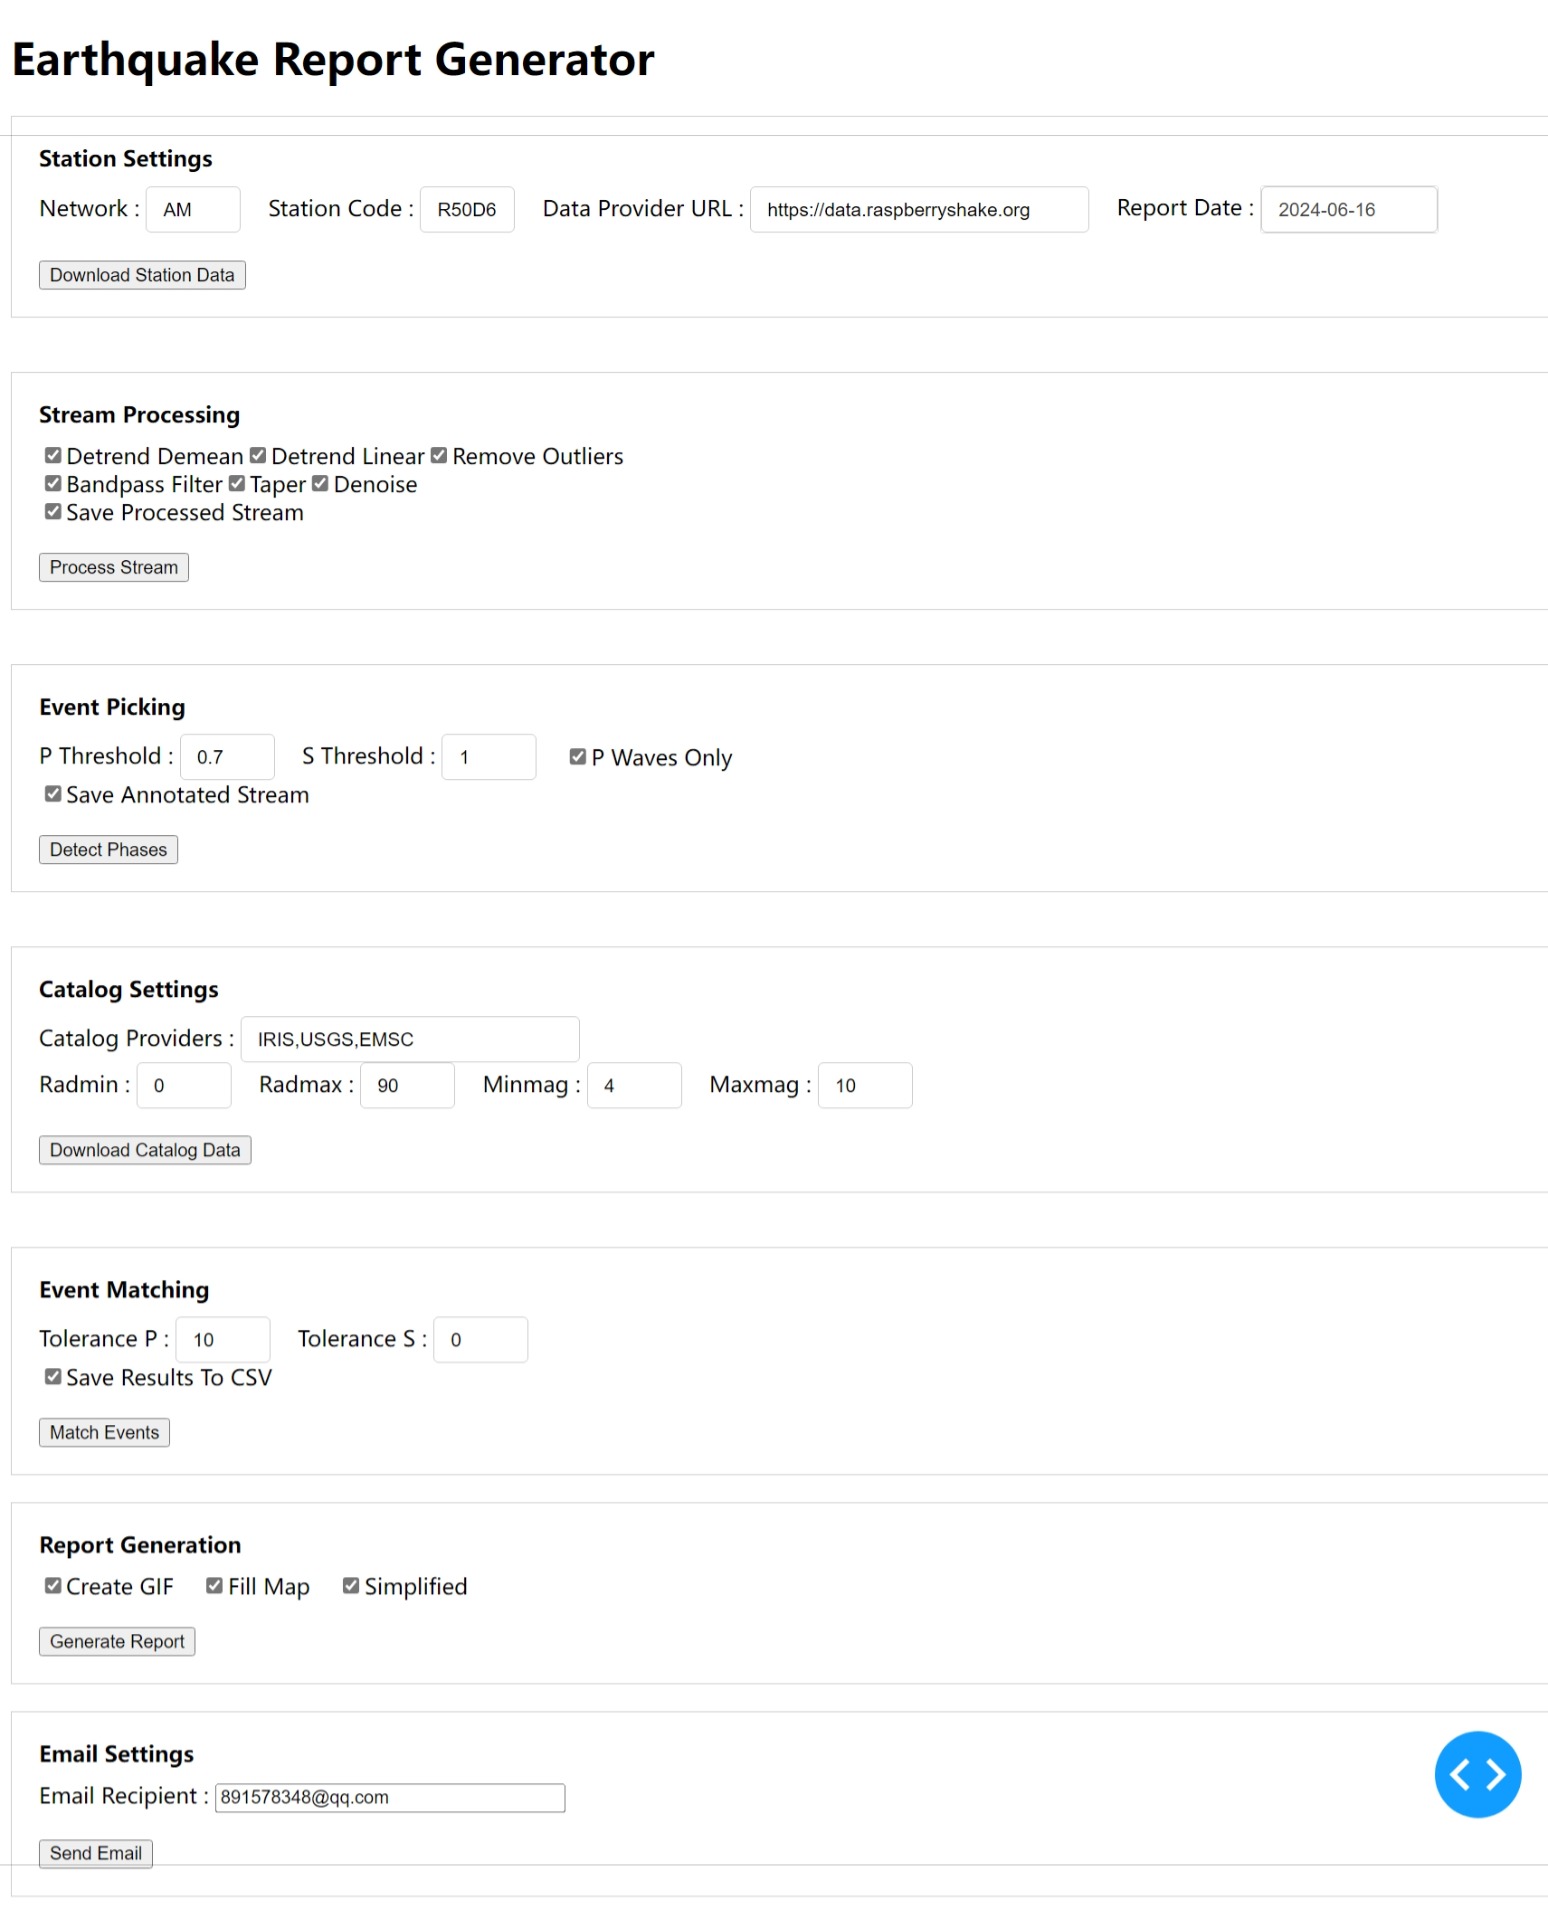 Earthquake Report Generator
Station Settings
Network : AM Station Code : R50D6 Data Provider URL : https://data.raspberryshake.org Report Date : 2024-06-16
Download Station Data
Stream Processing
Detrend Demean Detrend Linear Remove Outliers
Bandpass Filter Taper Denoise
Save Processed Stream
Process Stream
Event Picking
P Threshold : 0.7 S Threshold : 1 P Waves Only
Save Annotated Stream
Detect Phases
Catalog Settings
Catalog Providers : IRIS,USGS,EMSC
Radmin : 0 Radmax : 90 Minmag : 4 Maxmag : 10
Download Catalog Data
Event Matching
Tolerance P : 10 Tolerance S : 0
Save Results To CSV
Match Events
Report Generation
Create GIF Fill Map Simplified
Generate Report
Email Settings
Email Recipient : 891578348@qq.com
Send Email